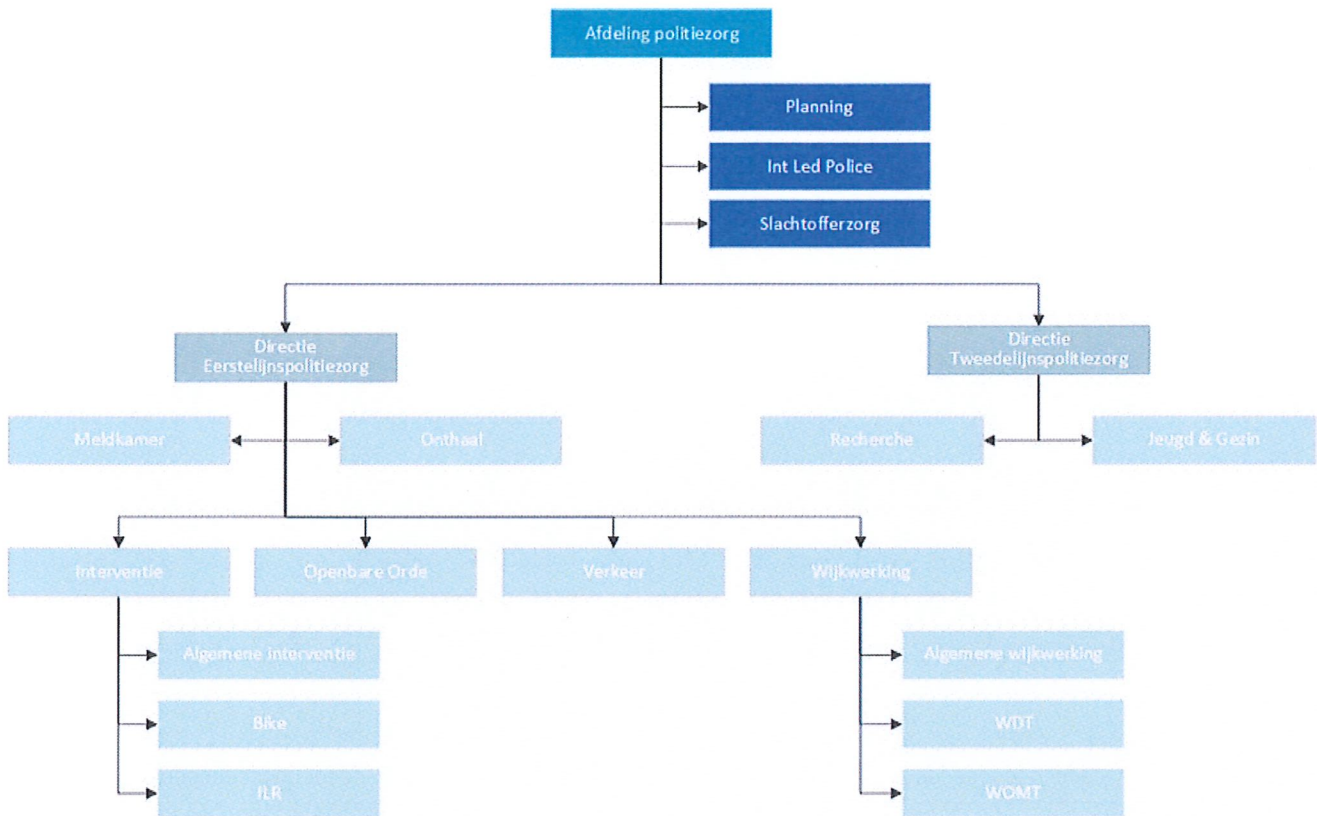 Afdeling politiezorg
Planning
Int Led Police
Slachtofferzorg
Directie
Eerstelijnspolitiezorg
Directie
Tweedelijnspolitiezorg
Meldkamer
Onthaal
Recherche
Jeugd & Gezin
Interventie
Openbare Orde
Verkeer
Wijkwerking
Algemene interventie
Algemene wijkwerking
Bike
WDT
ILR
WOMT